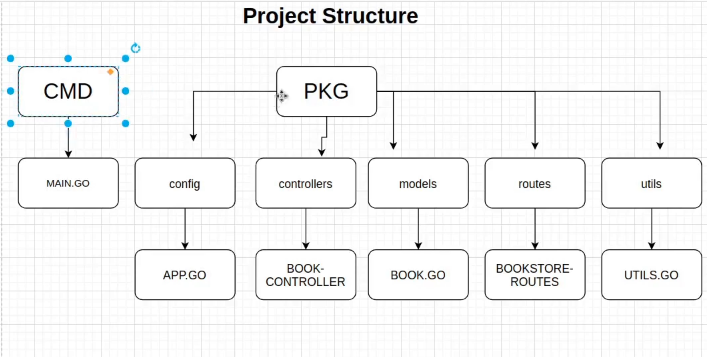 Project Structure
CMD
PKG
MAIN.GO
config
controllers
models
routes
utils
APP.GO
BOOK-
CONTROLLER
BOOK.GO
BOOKSTORE-
ROUTES
UTILS.GO